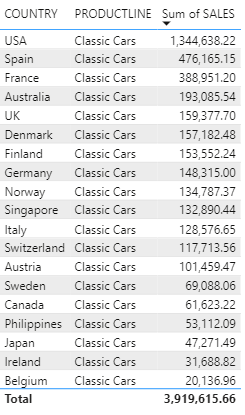 COUNTRY PRODUCTLINE Sum of SALES
USA Classic Cars 1,344,638.22
Spain Classic Cars 476,165.15
France Classic Cars 388,951.20
Australia Classic Cars 193,085.54
UK Classic Cars 159,377.70
Denmark Classic Cars 157,182.48
Finland Classic Cars 153,552.24
Germany Classic Cars 148,315.00
Norway Classic Cars 134,787.37
Singapore Classic Cars 132,890.44
Italy Classic Cars 128,576.65
Switzerland Classic Cars 117,713.56
Austria Classic Cars 101,459.47
Sweden Classic Cars 69,088.06
Canada Classic Cars 61,623.22
Philippines Classic Cars 53,112.09
Japan Classic Cars 47,271.49
Ireland Classic Cars 31,688.82
Belgium Classic Cars 20,136.96
Total 3,919,615.66